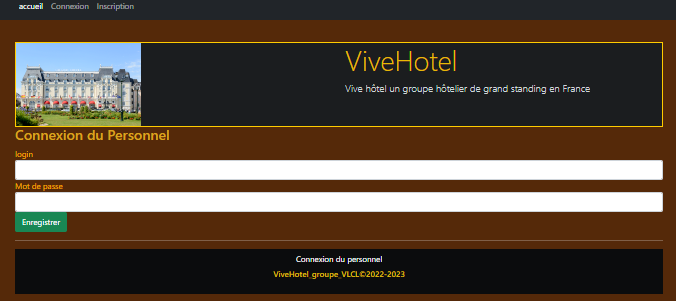 accueil Connexion Inscription
ViveHotel
Vive hôtel un groupe hôtelier de grand standing en France
Connexion du Personnel
login
Mot de passe
Enregistrer
Connexion du personnel
ViveHotel_groupe_VLCL©2022-2023